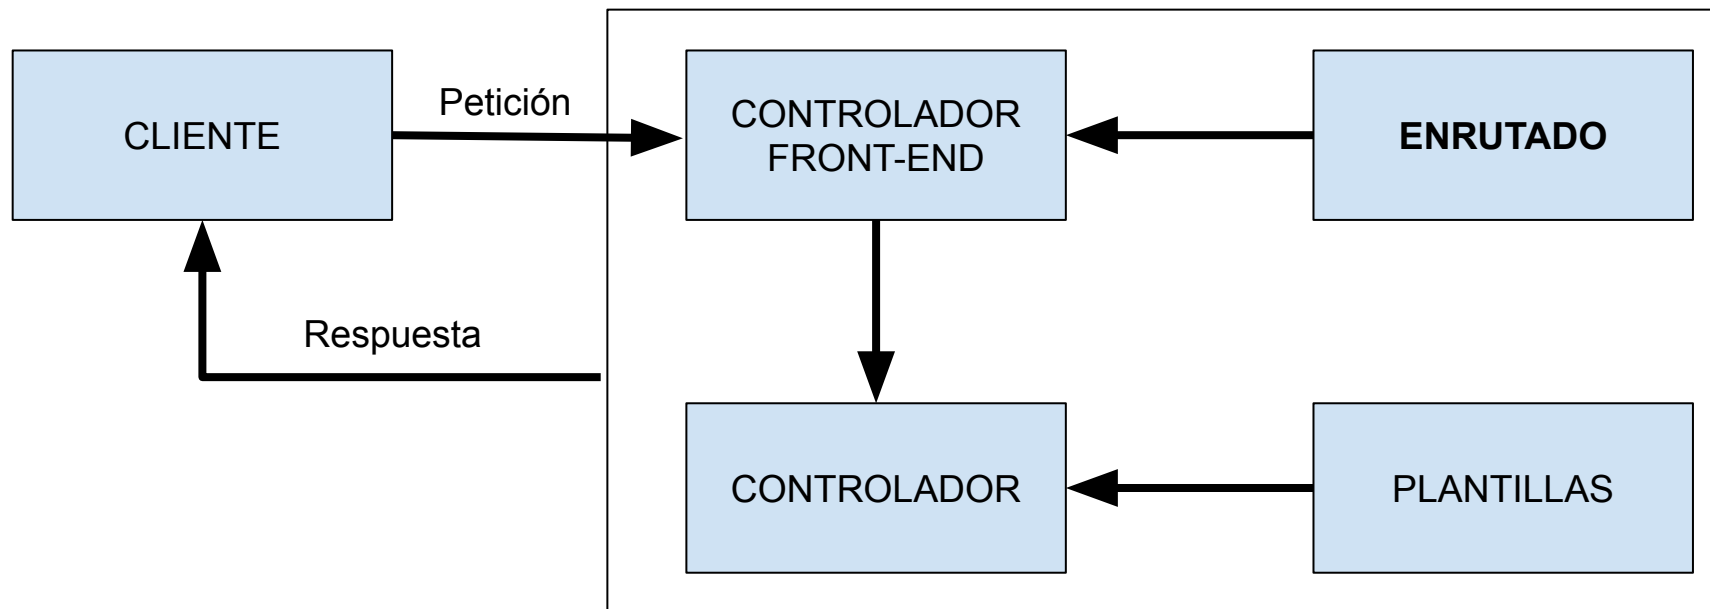 CLIENTE
Petición
CONTROLADOR
FRONT-END
ENRUTADO
Respuesta
CONTROLADOR
PLANTILLAS